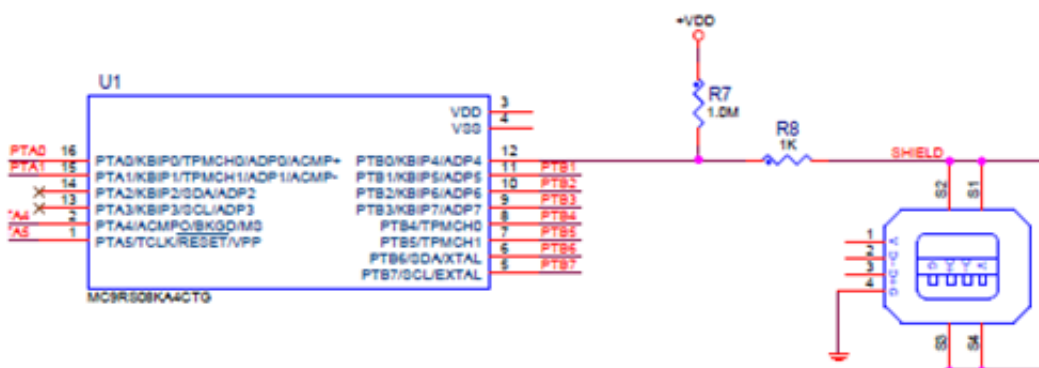 +VDD
U1
R7
1.0M
R8
1K
SHIELD
VDD 3
VSS 4
PTA0 16 PTA0/KBIP0/TPMCH0/ADP0/ACMP+ PTB0/KBIP4/ADP4 12
PTA1 15 PTA1/KBIP1/TPMCH1/ADP1/ACMP- PTB1/KBIP5/ADP5 11 PTB1
14 PTA2/KBIP2/SDA/ADP2 PTB2/KBIP6/ADP6 10 PTB2
13 PTA3/KBIP3/SCL/ADP3 PTB3/KBIP7/ADP7 9 PTB3
TA4 2 PTA4/ACMPO/BKGD/MS PTB4/TPMCH0 8 PTB4
TA5 1 PTA5/TCLK/RESET/VPP PTB5/TPMCH1 7 PTB5
PTB6/SDA/XTAL 6 PTB6
PTB7/SCL/EXTAL 5 PTB7
MC9RS08KA4CTG
S2 S1
1 V
2 D-
3 D+
4 G
S3 S4